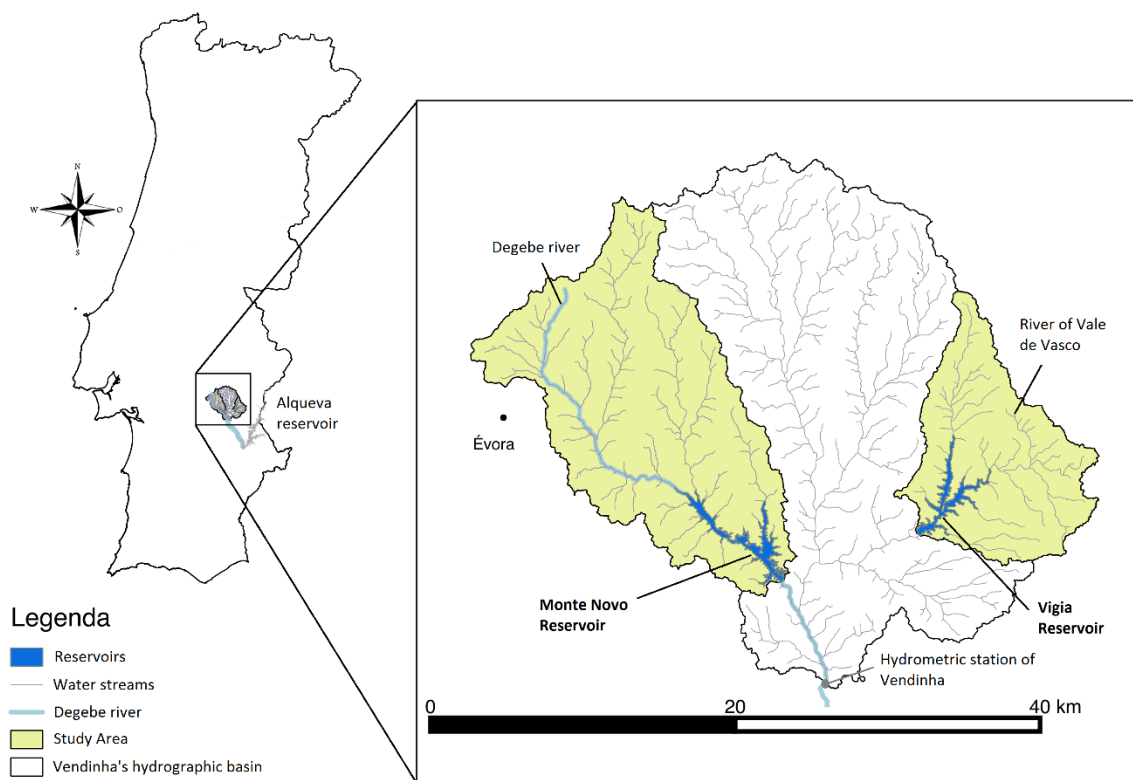 N
W
O
S
Alqueva
reservoir
Degebe river
River of Vale
de Vasco
Évora
Monte Novo
Reservoir
Vigia
Reservoir
Hydrometric station of
Vendinha
0
20
40 km
Legenda
Reservoirs
Water streams
Degebe river
Study Area
Vendinha's hydrographic basin